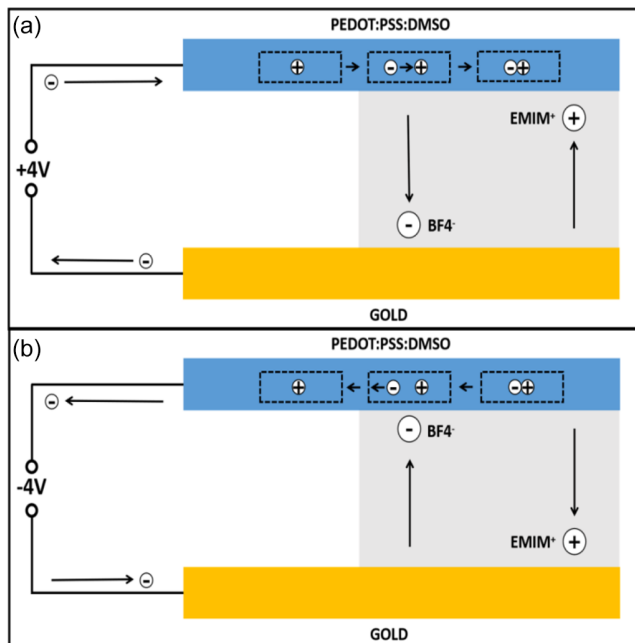 (a)
PEDOT:PSS:DMSO
-
+
-
+
-
+
EMIM⁺
+
+4V
-
BF4⁻
-
GOLD
(b)
PEDOT:PSS:DMSO
+
-
+
-
+
-
-
BF4⁻
-4V
EMIM⁺
+
-
GOLD